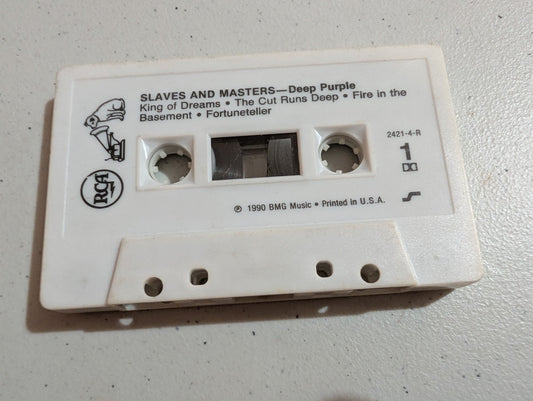 SLAVES AND MASTERS—Deep Purple
King of Dreams • The Cut Runs Deep • Fire in the
Basement • Fortuneteller
2421-4-R
1
RCA
℗ 1990 BMG Music • Printed in U.S.A.